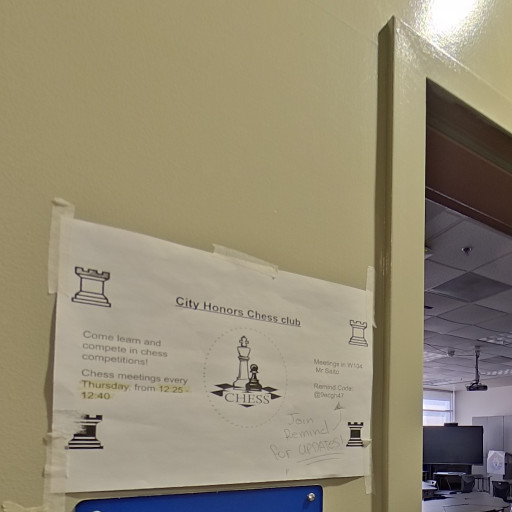 City Honors Chess club
Come learn and
compete in chess
competitions!
Chess meetings every
Thursday, from 12:25 -
12:40
CHESS
Meetings in W104
Remind Code:
Join
Remind
for UPDATES!